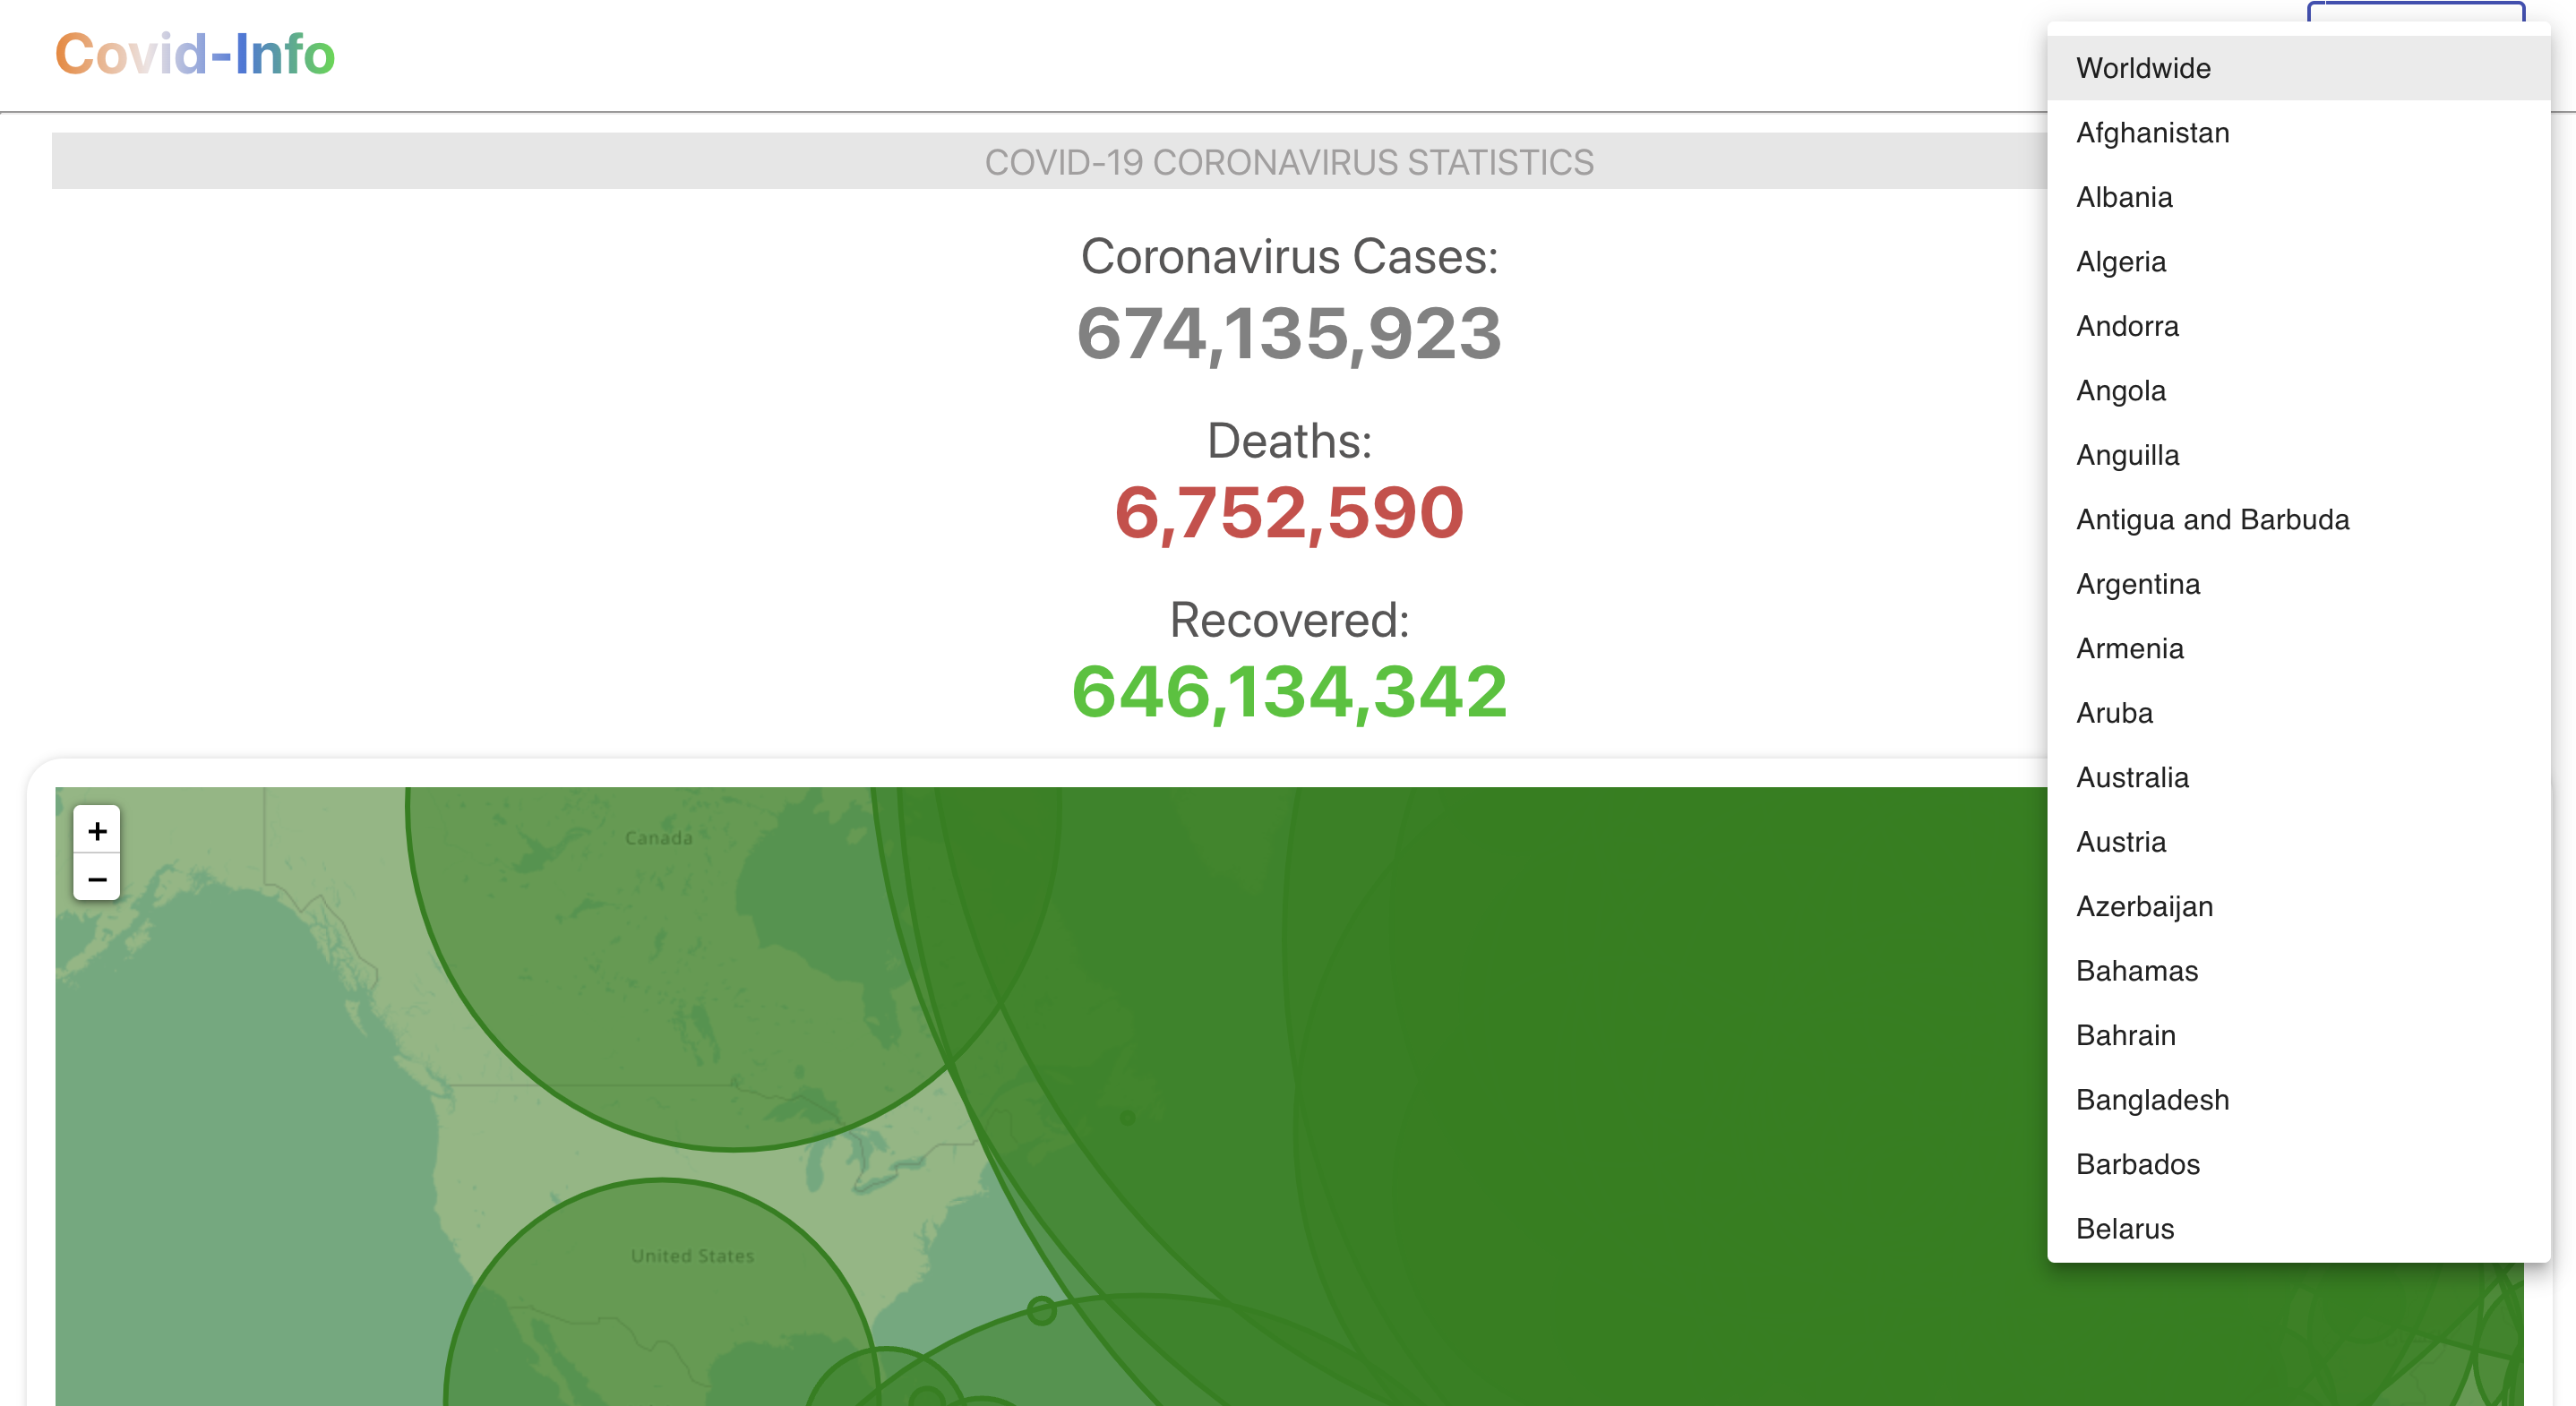 Covid-Info
COVID-19 CORONAVIRUS STATISTICS
Coronavirus Cases:
674,135,923
Deaths:
6,752,590
Recovered:
646,134,342
+
−
Canada
United States
Worldwide
Afghanistan
Albania
Algeria
Andorra
Angola
Anguilla
Antigua and Barbuda
Argentina
Armenia
Aruba
Australia
Austria
Azerbaijan
Bahamas
Bahrain
Bangladesh
Barbados
Belarus